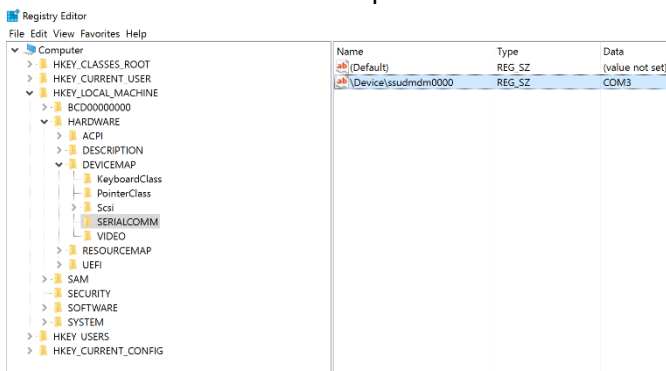 Registry Editor
File Edit View Favorites Help
Computer
HKEY_CLASSES_ROOT
HKEY_CURRENT_USER
HKEY_LOCAL_MACHINE
BCD00000000
HARDWARE
ACPI
DESCRIPTION
DEVICEMAP
KeyboardClass
PointerClass
Scsi
SERIALCOMM
VIDEO
RESOURCEMAP
UEFI
SAM
SECURITY
SOFTWARE
SYSTEM
HKEY_USERS
HKEY_CURRENT_CONFIG
Name Type Data
ab (Default) REG_SZ (value not set)
ab \Device\ssudmdm0000 REG_SZ COM3